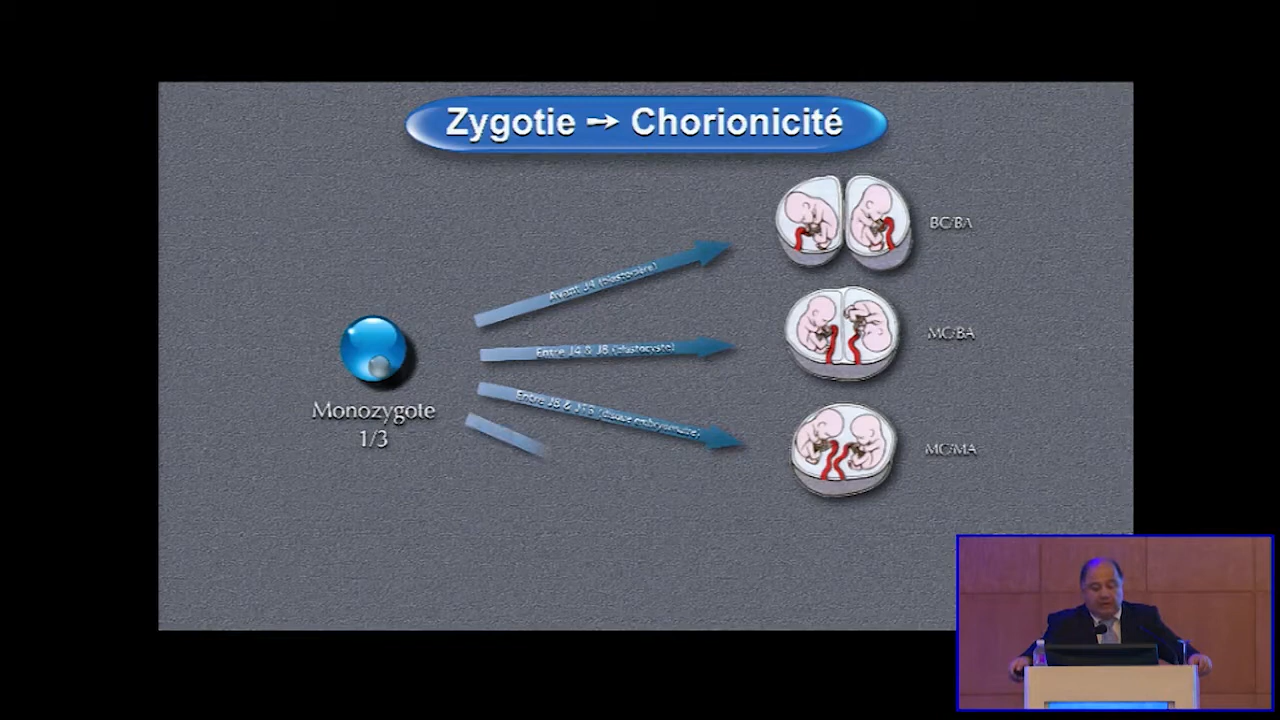 Zygotie → Chorionicité
BC/BA
Avant J4 (blastomère)
Entre J4 & J8 (blastocyste)
MC/BA
Entre J8 & J13 (disque embryonnaire)
Monozygote
1/3
MC/MA